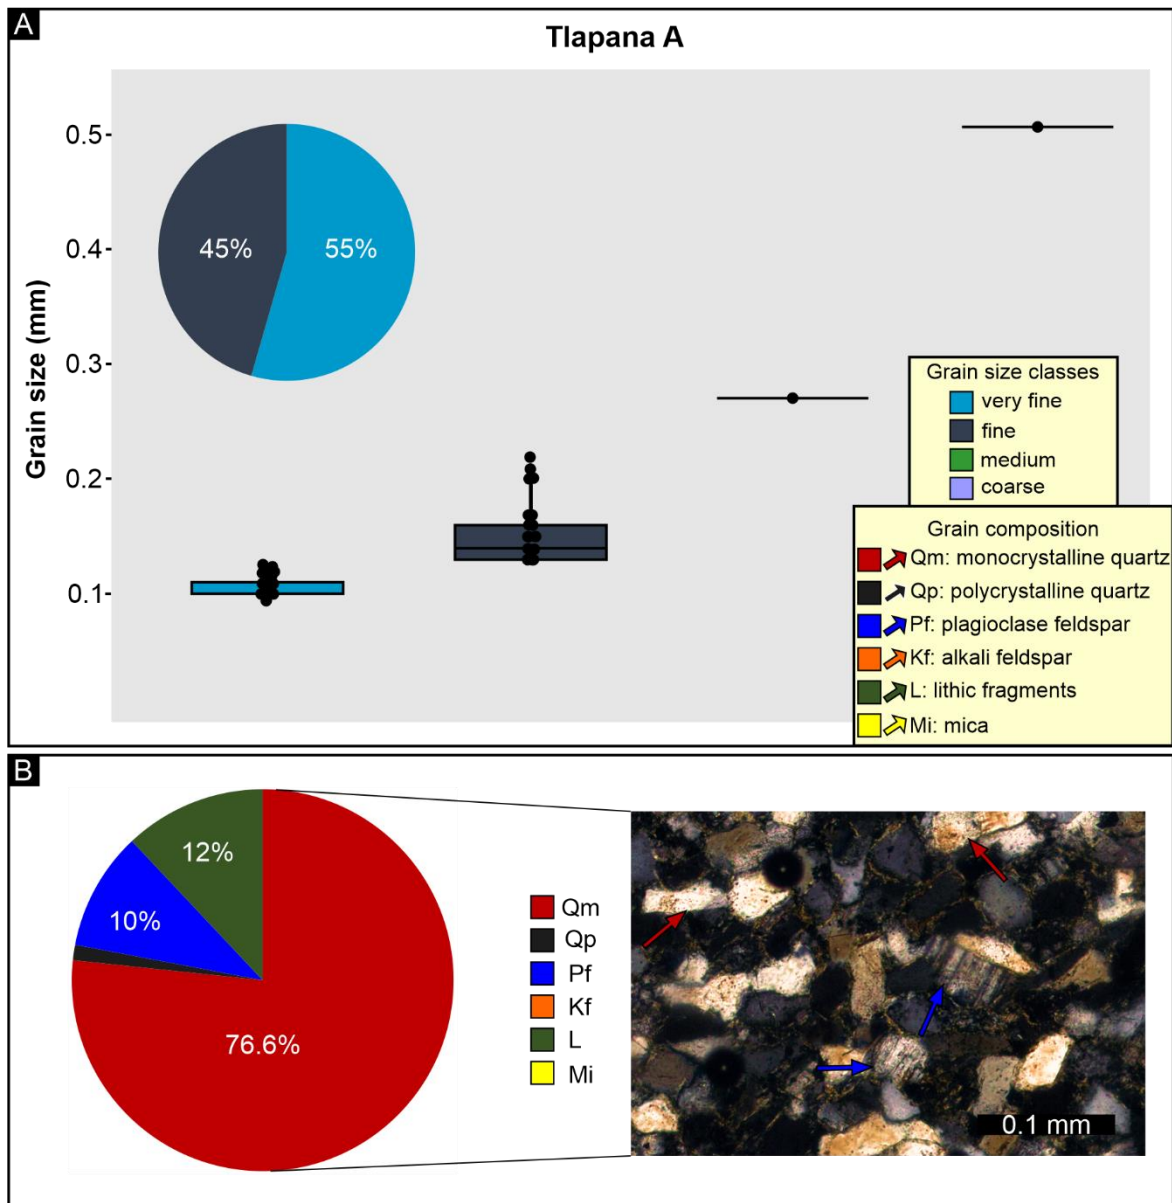 A
Tlapana A
Grain size (mm)
0.5
0.4
0.3
0.2
0.1
45%
55%
Grain size classes
very fine
fine
medium
coarse
Grain composition
Qm: monocrystalline quartz
Qp: polycrystalline quartz
Pf: plagioclase feldspar
Kf: alkali feldspar
L: lithic fragments
Mi: mica
B
12%
10%
76.6%
Qm
Qp
Pf
Kf
L
Mi
0.1 mm